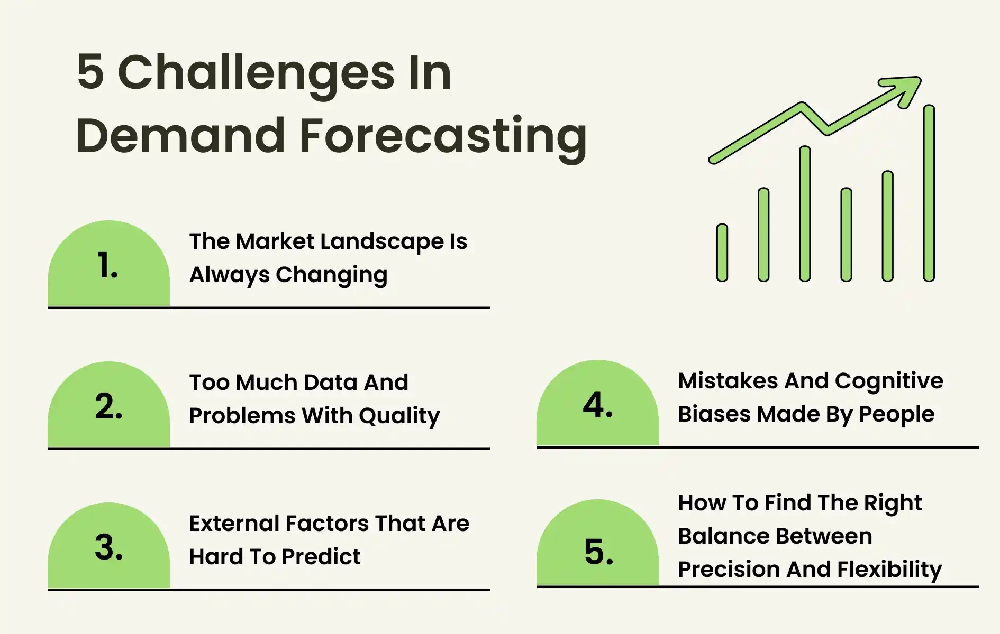 5 Challenges In
Demand Forecasting
1.
The Market Landscape Is
Always Changing
2.
Too Much Data And
Problems With Quality
3.
External Factors That Are
Hard To Predict
4.
Mistakes And Cognitive
Biases Made By People
5.
How To Find The Right
Balance Between
Precision And Flexibility